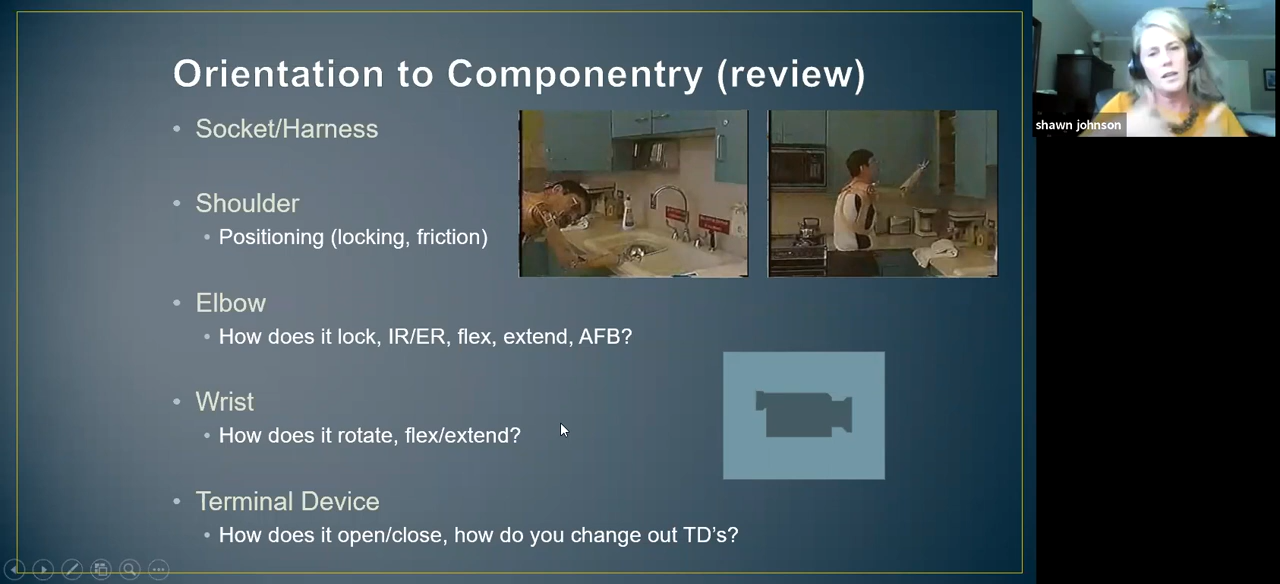 Orientation to Componentry (review)
• Socket/Harness
• Shoulder
• Positioning (locking, friction)
• Elbow
• How does it lock, IR/ER, flex, extend, AFB?
• Wrist
• How does it rotate, flex/extend?
• Terminal Device
• How does it open/close, how do you change out TD’s?
shawn johnson